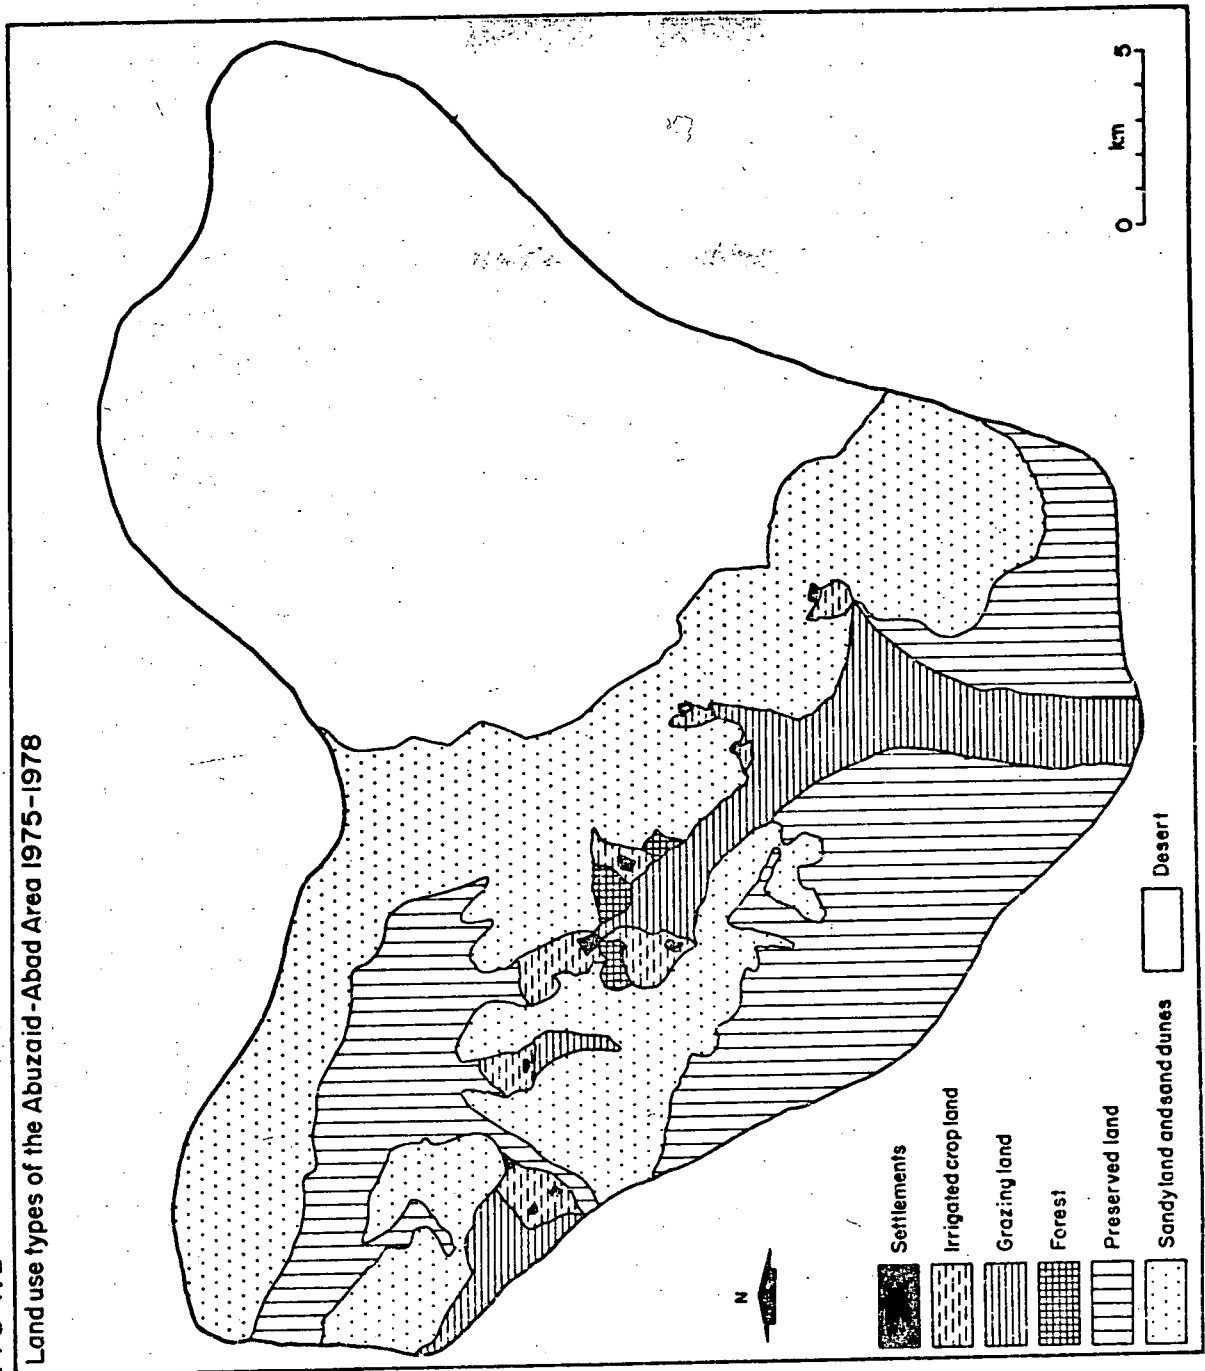 Land use types of the Abuzaid-Abad Area 1975-1978
N
Settlements
Irrigated crop land
Grazing land
Forest
Preserved land
Sandy land and sand dunes
Desert
0 km 5